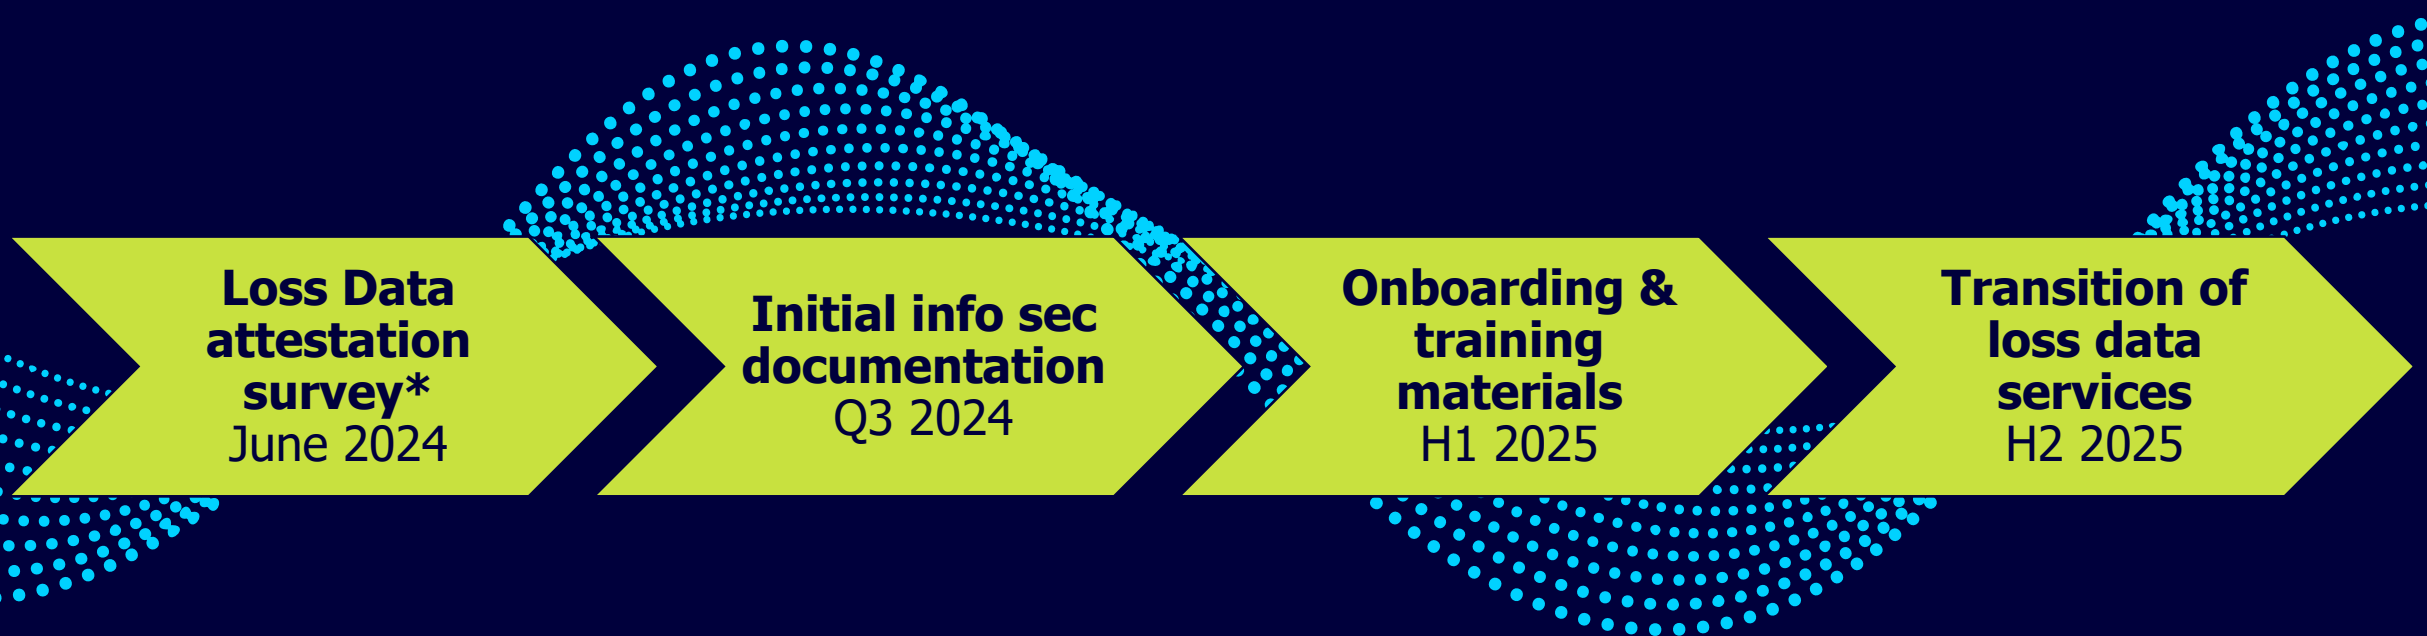 Loss Data
attestation
survey*
June 2024
Initial info sec
documentation
Q3 2024
Onboarding &
training
materials
H1 2025
Transition of
loss data
services
H2 2025